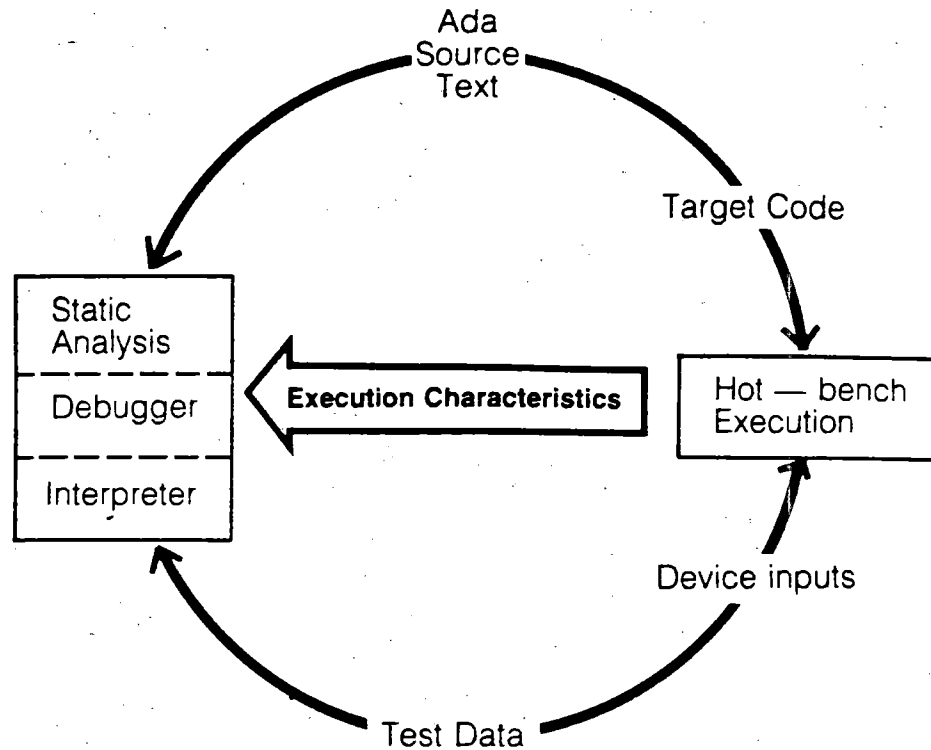 Ada
Source
Text
Target Code
Static
Analysis
Debugger
Interpreter
Execution Characteristics
Hot — bench
Execution
Device inputs
Test Data